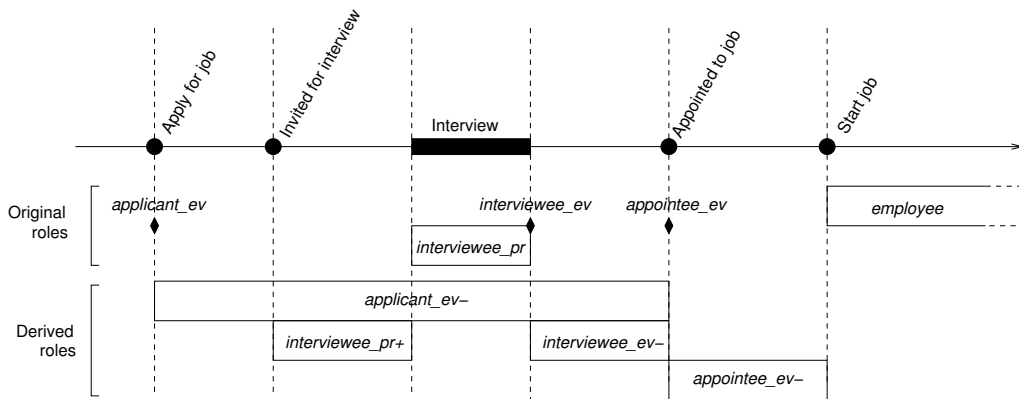 Apply for job
Invited for interview
Interview
Appointed to job
Start job
Original
roles
applicant_ev
interviewee_ev
appointee_ev
employee
interviewee_pr
Derived
roles
applicant_ev–
interviewee_pr+
interviewee_ev–
appointee_ev–